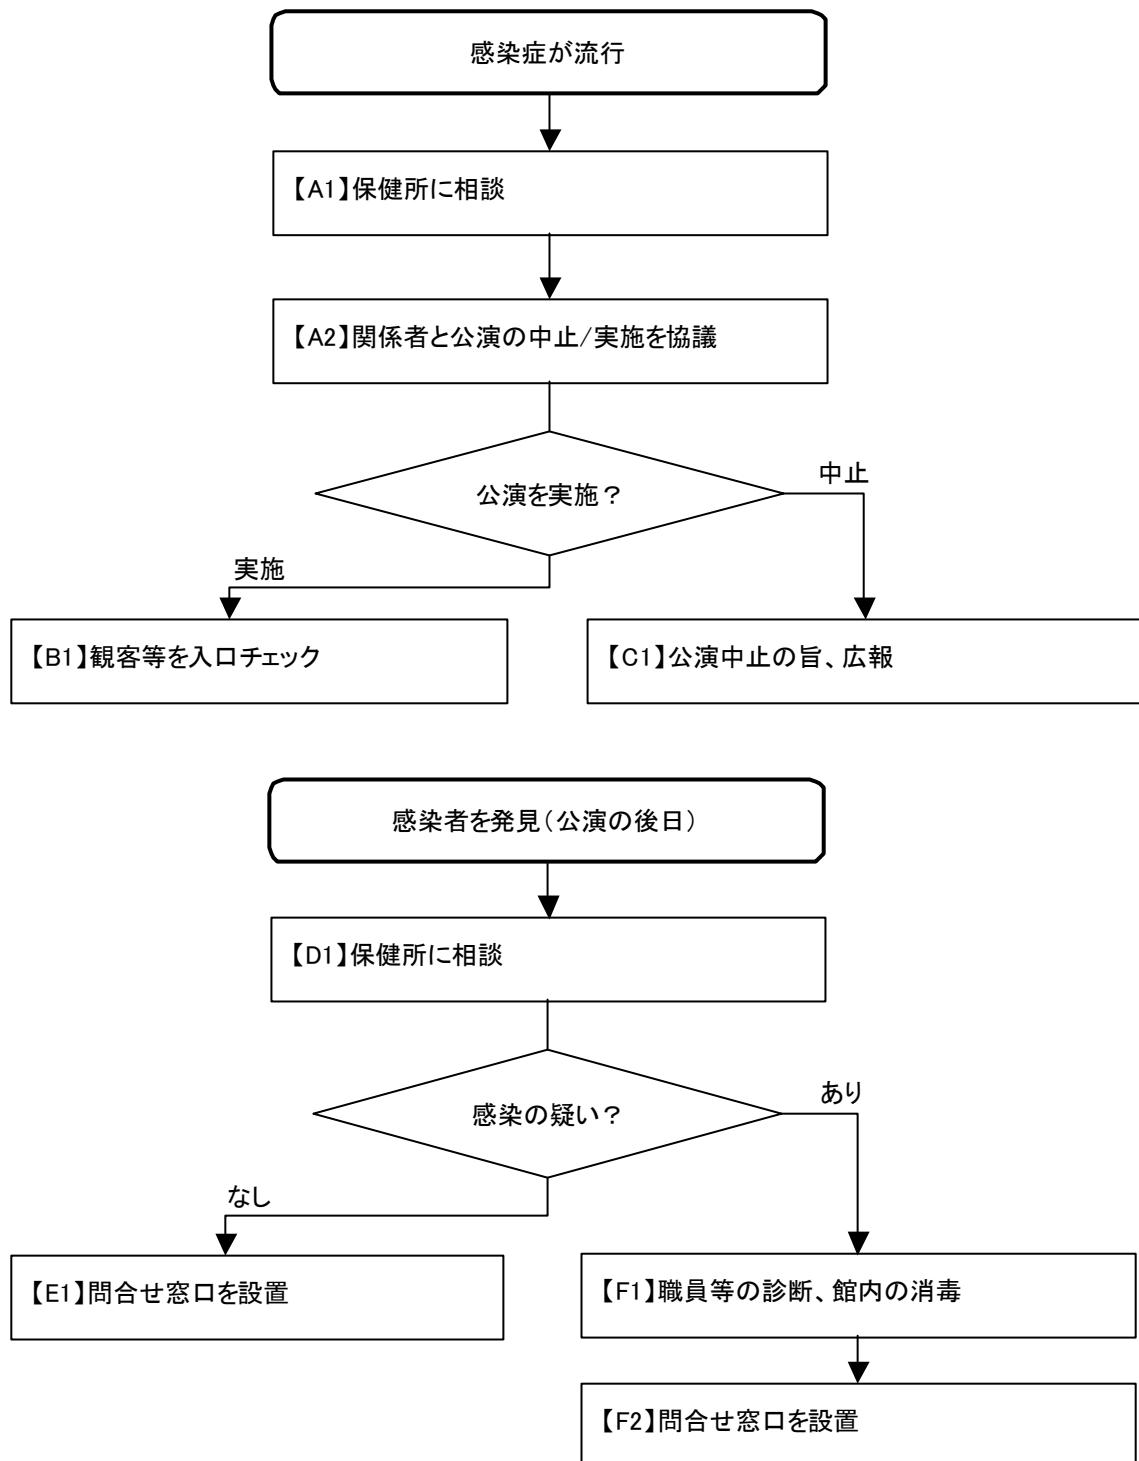 感染症が流行
【A1】保健所に相談
【A2】関係者と公演の中止/実施を協議
公演を実施？
中止
実施
【B1】観客等を入口チェック
【C1】公演中止の旨、広報
感染者を発見（公演の後日）
【D1】保健所に相談
感染の疑い？
あり
なし
【E1】問合せ窓口を設置
【F1】職員等の診断、館内の消毒
【F2】問合せ窓口を設置